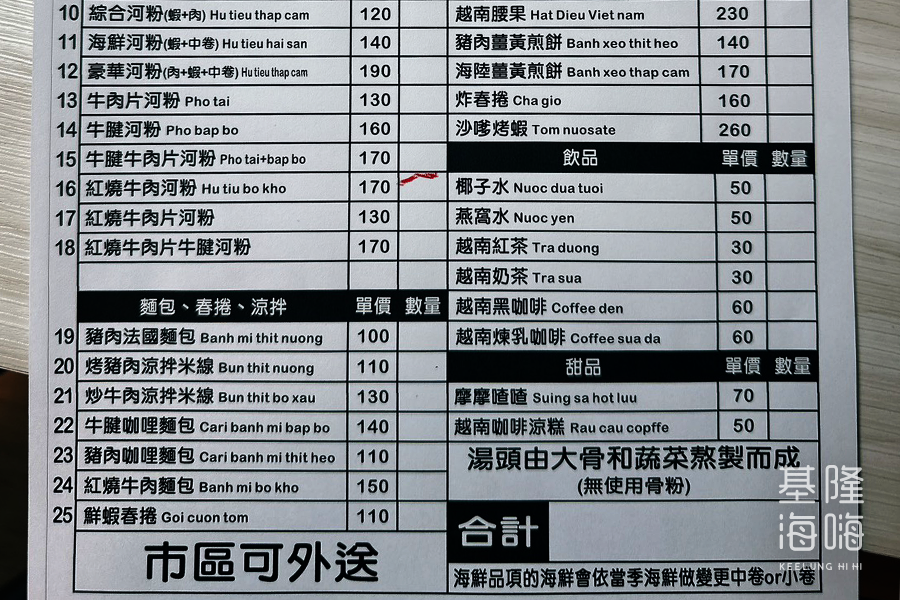 10 綜合河粉(蝦+肉) Hu tieu thap cam 120
11 海鮮河粉(蝦+中卷) Hu tieu hai san 140
12 豪華河粉(肉+蝦+中卷) Hu tieu thap cam 190
13 牛肉片河粉 Pho tai 130
14 牛腱河粉 Pho bap bo 160
15 牛腱牛肉片河粉 Pho tai+bap bo 170
16 紅燒牛肉河粉 Hu tiu bo kho 170
17 紅燒牛肉片河粉 130
18 紅燒牛肉片牛腱河粉 170
麵包、春捲、涼拌 單價 數量
19 豬肉法國麵包 Banh mi thit nuong 100
20 烤豬肉涼拌米線 Bun thit nuong 110
21 炒牛肉涼拌米線 Bun thit bo xau 130
22 牛腱咖哩麵包 Cari banh mi bap bo 140
23 豬肉咖哩麵包 Cari banh mi thit heo 110
24 紅燒牛肉麵包 Banh mi bo kho 150
25 鮮蝦春捲 Goi cuon tom 110
市區可外送
越南腰果 Hat Dieu Viet nam 230
豬肉薑黃煎餅 Banh xeo thit heo 140
海陸薑黃煎餅 Banh xeo thap cam 170
炸春捲 Cha gio 160
沙嗲烤蝦 Tom nuosate 260
飲品 單價 數量
椰子水 Nuoc dua tuoi 50
燕窩水 Nuoc yen 50
越南紅茶 Tra duong 30
越南奶茶 Tra sua 30
越南黑咖啡 Coffee den 60
越南煉乳咖啡 Coffee sua da 60
甜品 單價 數量
摩摩喳喳 Suing sa hot luu 70
越南咖啡涼糕 Rau cau copffe 50
湯頭由大骨和蔬菜熬製而成
(無使用骨粉)
合計
海鮮品項的海鮮會依當季海鮮做變更中卷or小卷
基隆
海嗨
KEELUNG HI HI